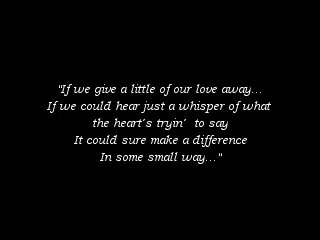 "If we give a little of our love away...
If we could hear just a whisper of what
the heart's tryin' to say
It could sure make a difference
In some small way..."